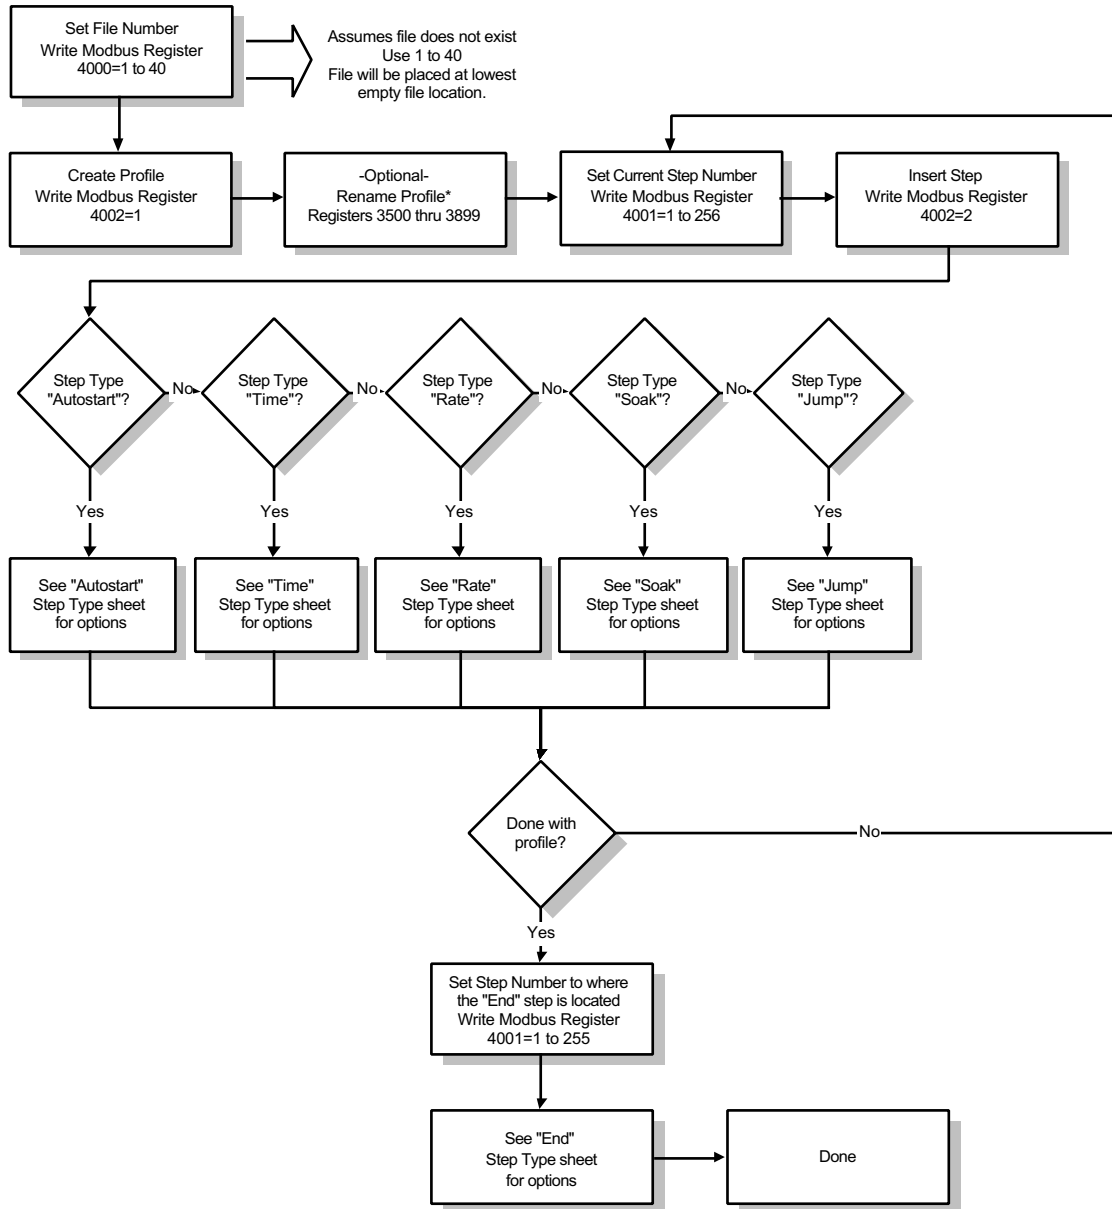 Set File Number
Write Modbus Register
4000=1 to 40
Assumes file does not exist
Use 1 to 40
File will be placed at lowest
empty file location.
Create Profile
Write Modbus Register
4002=1
-Optional-
Rename Profile*
Registers 3500 thru 3899
Set Current Step Number
Write Modbus Register
4001=1 to 256
Insert Step
Write Modbus Register
4002=2
Step Type
"Autostart"?
No
Step Type
"Time"?
No
Step Type
"Rate"?
No
Step Type
"Soak"?
No
Step Type
"Jump"?
Yes
Yes
Yes
Yes
Yes
See "Autostart"
Step Type sheet
for options
See "Time"
Step Type sheet
for options
See "Rate"
Step Type sheet
for options
See "Soak"
Step Type sheet
for options
See "Jump"
Step Type sheet
for options
Done with
profile?
No
Yes
Set Step Number to where
the "End" step is located
Write Modbus Register
4001=1 to 255
See "End"
Step Type sheet
for options
Done